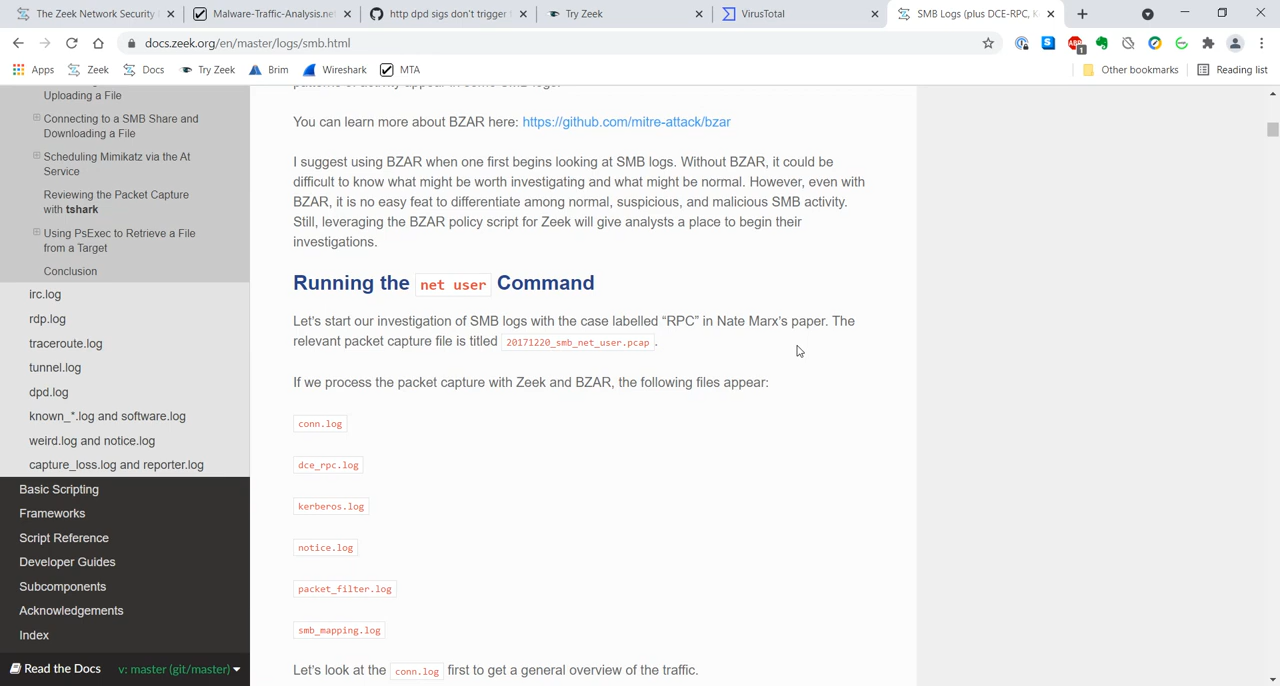 The Zeek Network Security
Malware-Traffic-Analysis.net
http dpd sigs don't trigger
Try Zeek
VirusTotal
SMB Logs (plus DCE-RPC, K
docs.zeek.org/en/master/logs/smb.html
ABP
1
Apps
Zeek
Docs
Try Zeek
Brim
Wireshark
MTA
Other bookmarks
Reading list
Uploading a File
Connecting to a SMB Share and
Downloading a File
Scheduling Mimikatz via the At
Service
Reviewing the Packet Capture
with tshark
Using PsExec to Retrieve a File
from a Target
Conclusion
irc.log
rdp.log
traceroute.log
tunnel.log
dpd.log
known_*.log and software.log
weird.log and notice.log
capture_loss.log and reporter.log
Basic Scripting
Frameworks
Script Reference
Developer Guides
Subcomponents
Acknowledgements
Index
Read the Docs
v: master (git/master)
patterns of activity appear in some SMB logs.
You can learn more about BZAR here: https://github.com/mitre-attack/bzar
I suggest using BZAR when one first begins looking at SMB logs. Without BZAR, it could be
difficult to know what might be worth investigating and what might be normal. However, even with
BZAR, it is no easy feat to differentiate among normal, suspicious, and malicious SMB activity.
Still, leveraging the BZAR policy script for Zeek will give analysts a place to begin their
investigations.
Running the net user Command
Let's start our investigation of SMB logs with the case labelled “RPC” in Nate Marx's paper. The
relevant packet capture file is titled 20171220_smb_net_user.pcap.
If we process the packet capture with Zeek and BZAR, the following files appear:
conn.log
dce_rpc.log
kerberos.log
notice.log
packet_filter.log
smb_mapping.log
Let's look at the conn.log first to get a general overview of the traffic.